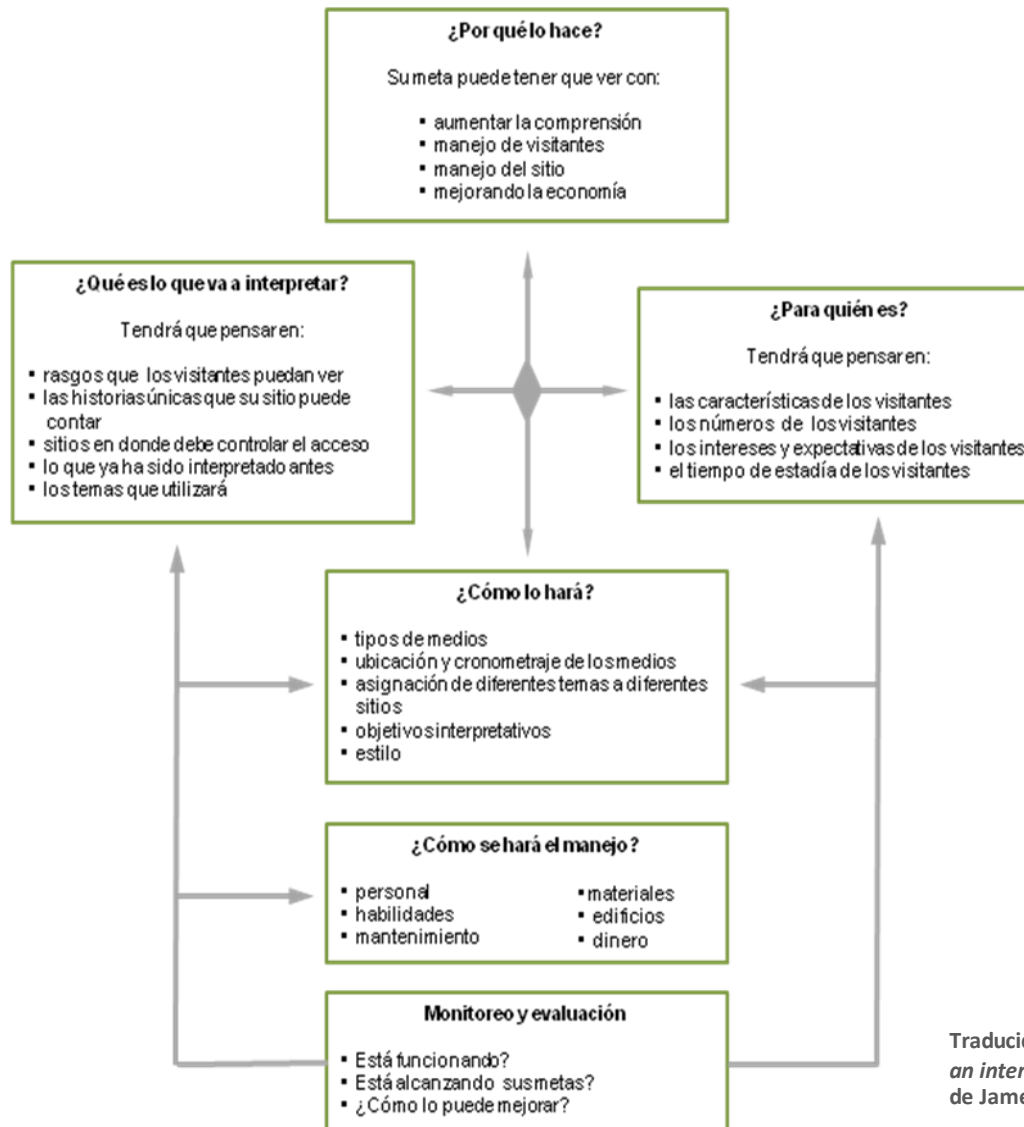 ¿Por qué lo hace?
Su meta puede tener que ver con:
▪ aumentar la comprensión
▪ manejo de visitantes
▪ manejo del sitio
▪ mejorando la economía
¿Qué es lo que va a interpretar?
Tendrá que pensar en:
▪ rasgos que los visitantes puedan ver
▪ las historias únicas que su sitio puede
contar
▪ sitios en donde debe controlar el acceso
▪ lo que ya ha sido interpretado antes
▪ los temas que utilizará
¿Para quién es?
Tendrá que pensar en:
▪ las características de los visitantes
▪ los números de los visitantes
▪ los intereses y expectativas de los visitantes
▪ el tiempo de estadía de los visitantes
¿Cómo lo hará?
▪ tipos de medios
▪ ubicación y cronometraje de los medios
▪ asignación de diferentes temas a diferentes
sitios
▪ objetivos interpretativos
▪ estilo
¿Cómo se hará el manejo?
▪ personal
▪ habilidades
▪ mantenimiento
▪ materiales
▪ edificios
▪ dinero
Monitoreo y evaluación
▪ Está funcionando?
▪ Está alcanzando sus metas?
▪ ¿Cómo lo puede mejorar?
an
de